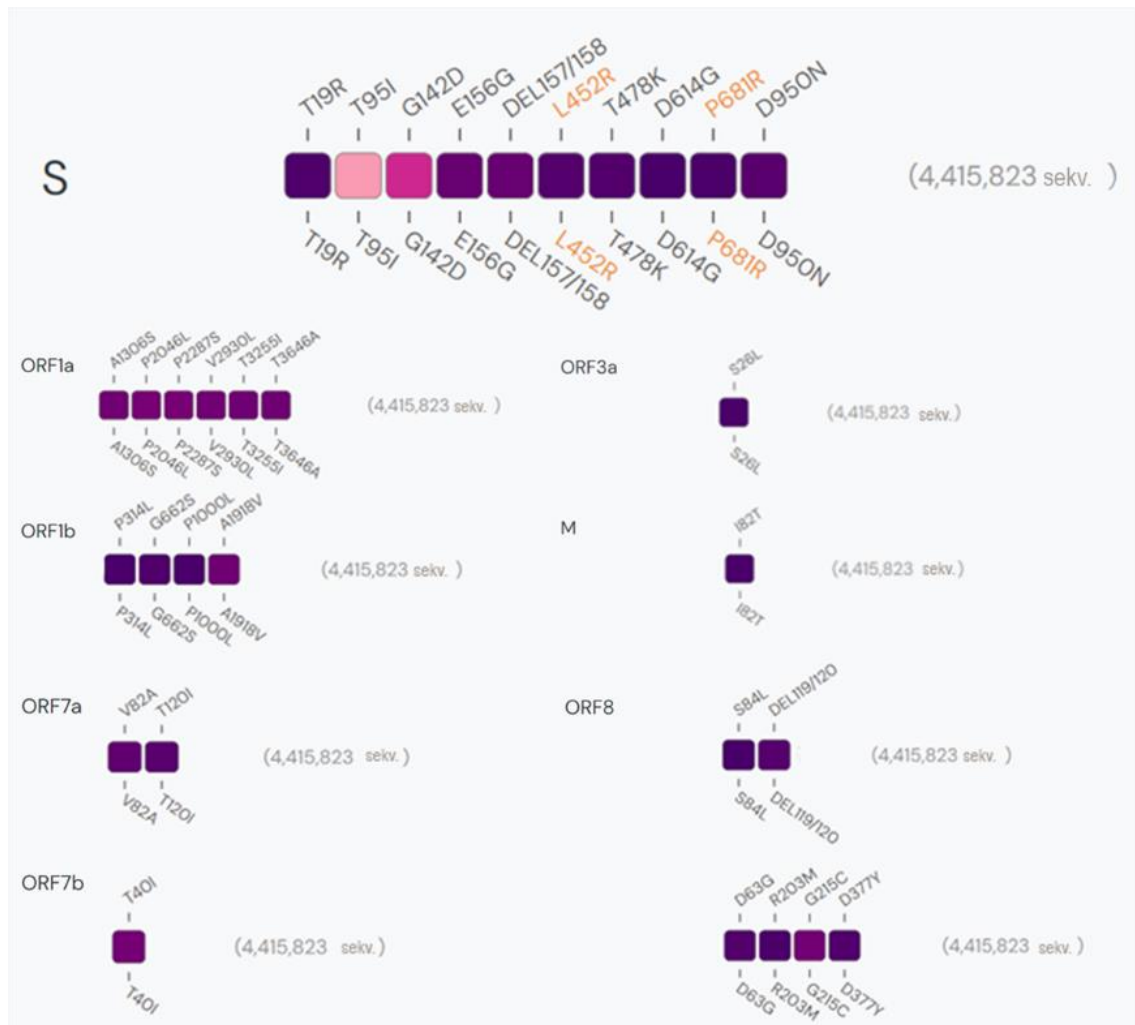 T19R T95I G142D E156G DEL157/158 L452R T478K D614G P681R D950N
S
(4,415,823 sekv. )
T19R T95I G142D E156G DEL157/158 L452R T478K D614G P681R D950N
ORF1a
A1306S P2046L P2287S V2930L T3255I T3646A
(4,415,823 sekv. )
A1306S P2046L P2287S V2930L T3255I T3646A
ORF3a
S26L
(4,415,823 sekv.)
S26L
ORF1b
P314L G662S P1000L A1918V
(4,415,823 sekv. )
P314L G662S P1000L A1918V
M
I82T
(4,415,823 sekv.)
I82T
ORF7a
V82A T120I
(4,415,823 sekv. )
V82A T120I
ORF8
S84L DEL119/120
(4,415,823 sekv. )
S84L DEL119/120
ORF7b
T40I
(4,415,823 sekv. )
T40I
D63G R203M G215C D377Y
(4,415,823 sekv. )
D63G R203M G215C D377Y